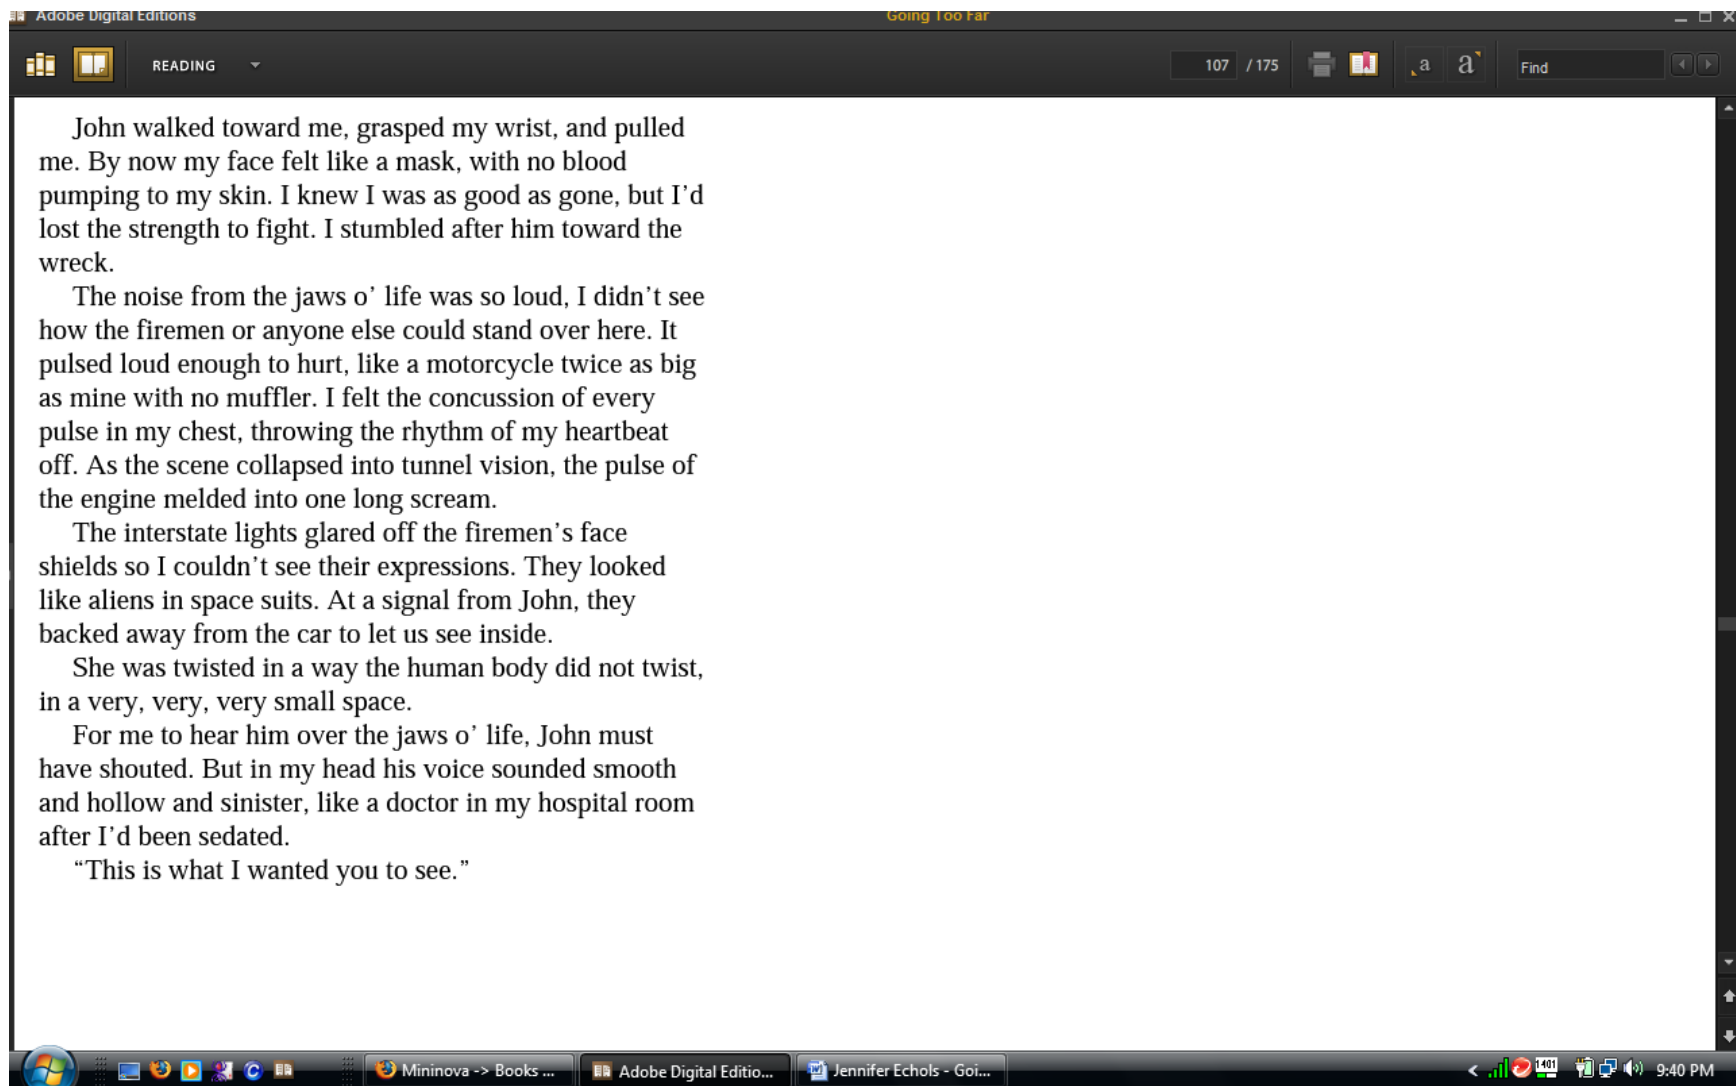 Adobe Digital Editions
Going Too Far
READING
107 / 175
a
a
Find
John walked toward me, grasped my wrist, and pulled
me. By now my face felt like a mask, with no blood
pumping to my skin. I knew I was as good as gone, but I’d
lost the strength to fight. I stumbled after him toward the
wreck.
The noise from the jaws o’ life was so loud, I didn’t see
how the firemen or anyone else could stand over here. It
pulsed loud enough to hurt, like a motorcycle twice as big
as mine with no muffler. I felt the concussion of every
pulse in my chest, throwing the rhythm of my heartbeat
off. As the scene collapsed into tunnel vision, the pulse of
the engine melded into one long scream.
The interstate lights glared off the firemen’s face
shields so I couldn’t see their expressions. They looked
like aliens in space suits. At a signal from John, they
backed away from the car to let us see inside.
She was twisted in a way the human body did not twist,
in a very, very, very small space.
For me to hear him over the jaws o’ life, John must
have shouted. But in my head his voice sounded smooth
and hollow and sinister, like a doctor in my hospital room
after I’d been sedated.
“This is what I wanted you to see.”
Mininova -> Books ...
Adobe Digital Editio...
Jennifer Echols - Goi...
1401
9:40 PM